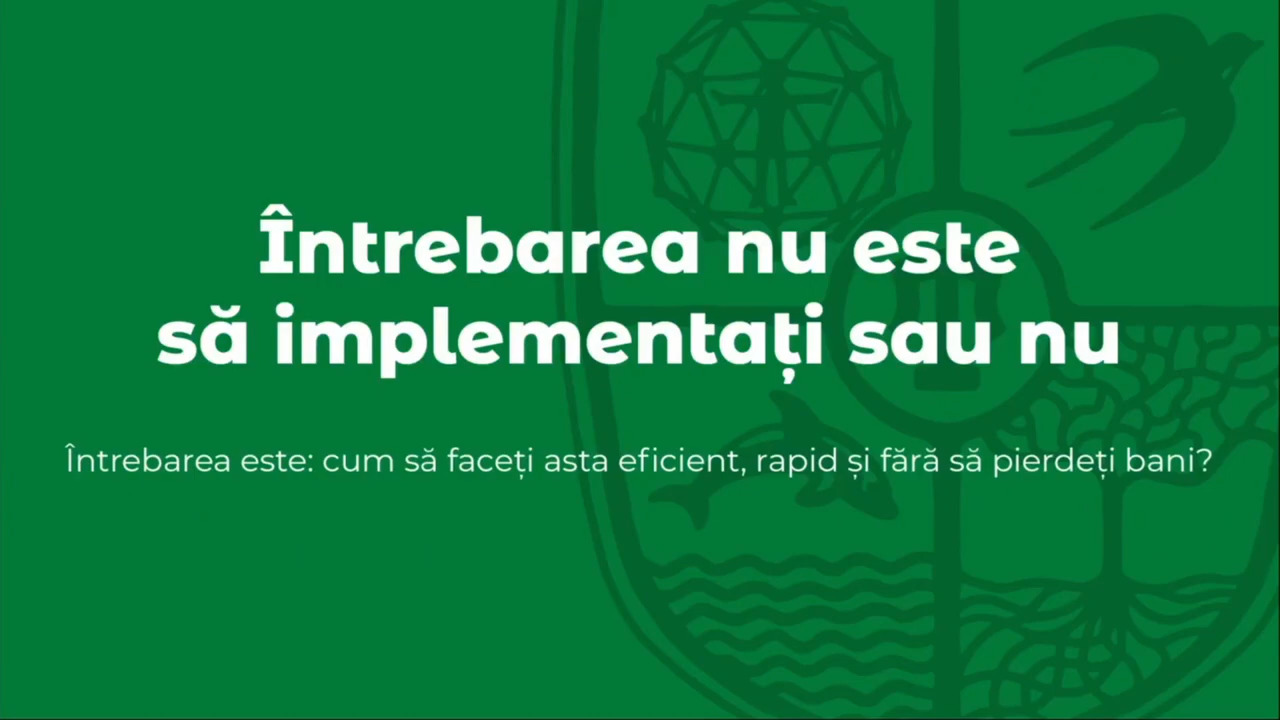 Întrebarea nu este
să implementați sau nu
Întrebarea este: cum să faceți asta eficient, rapid și fără să pierdeți bani?